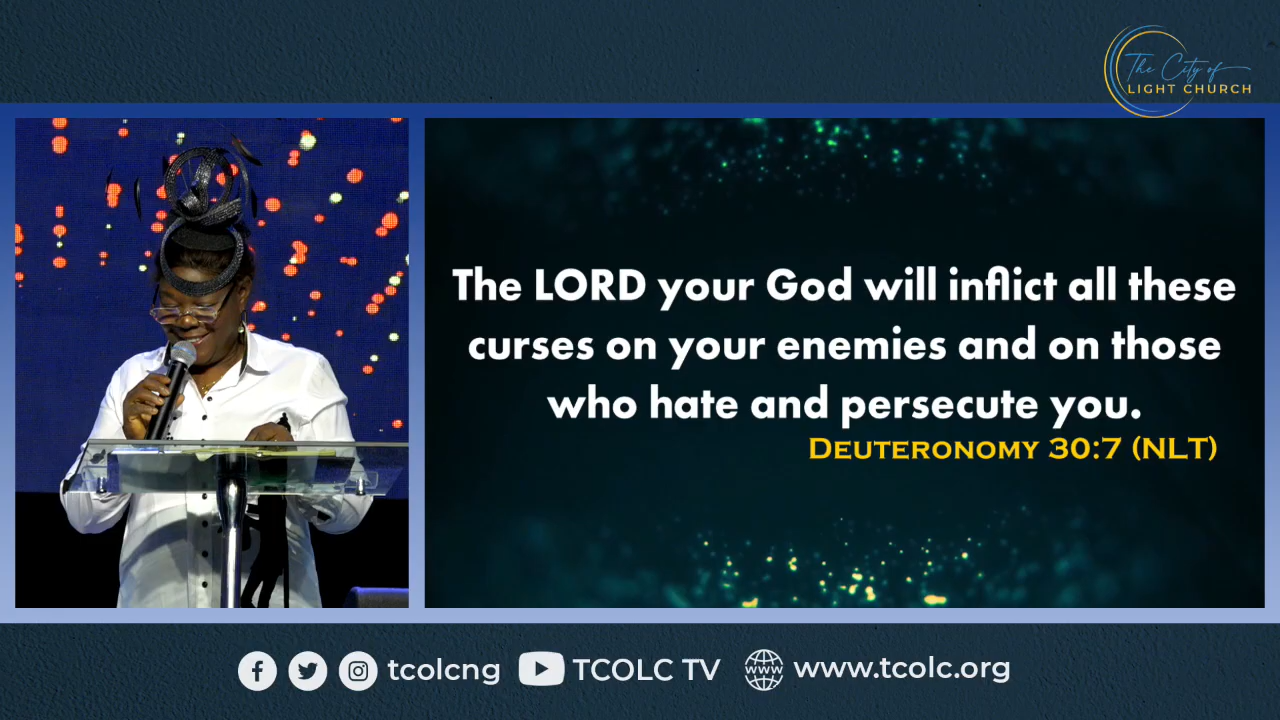 The City of
LIGHT CHURCH
The LORD your God will inflict all these
curses on your enemies and on those
who hate and persecute you.
DEUTERONOMY 30:7 (NLT)
tcolcng TCOLC TV www www.tcolc.org